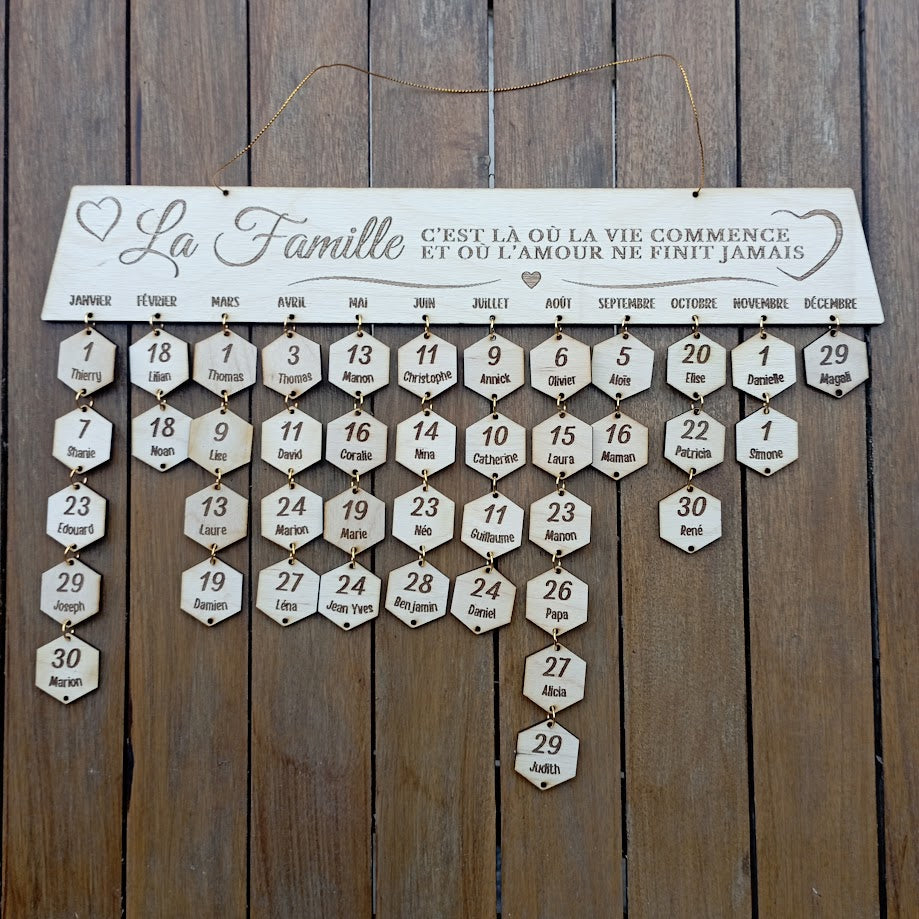 La Famille
C'EST LÀ OÙ LA VIE COMMENCE
ET OÙ L'AMOUR NE FINIT JAMAIS
JANVIER FÉVRIER MARS AVRIL MAI JUIN JUILLET AOÛT SEPTEMBRE OCTOBRE NOVEMBRE DÉCEMBRE
1
Thierry
7
Shanie
23
Edouard
29
Joseph
30
Marion
18
Lilian
18
Noan
1
Thomas
9
Lise
13
Laure
19
Damien
3
Thomas
11
David
24
Marion
27
Léna
13
Manon
16
Coralie
19
Marie
24
Jean Yves
11
Christophe
14
Nina
23
Néo
28
Benjamin
9
Annick
10
Catherine
11
Guillaume
24
Daniel
6
Olivier
15
Laura
23
Manon
26
Papa
27
Alicia
29
Judith
5
Aloïs
16
Maman
20
Elise
22
Patricia
30
René
1
Danielle
1
Simone
29
Magali